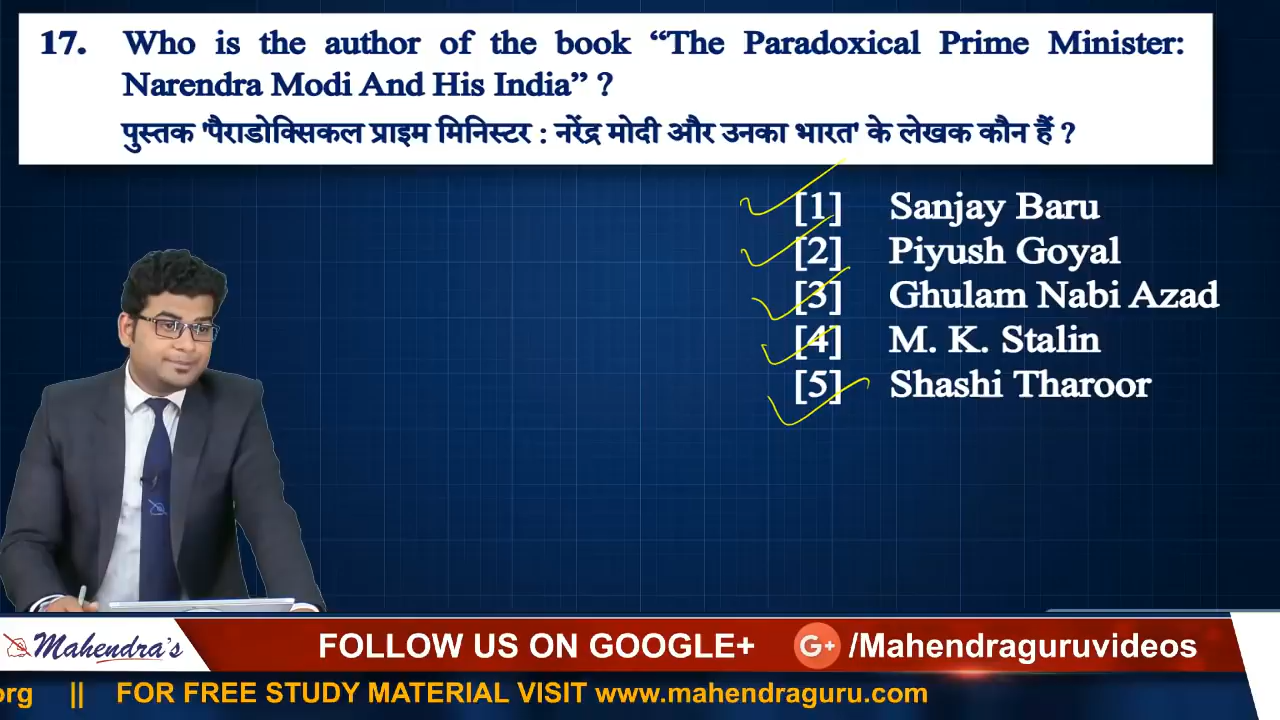 17. Who is the author of the book “The Paradoxical Prime Minister:
Narendra Modi And His India” ?
पुस्तक 'पैराडोक्सिकल प्राइम मिनिस्टर : नरेंद्र मोदी और उनका भारत' के लेखक कौन हैं ?
[1] Sanjay Baru
[2] Piyush Goyal
[3] Ghulam Nabi Azad
[4] M. K. Stalin
[5] Shashi Tharoor
Mahendra's
FOLLOW US ON GOOGLE+ G+ /Mahendraguruvideos
org || FOR FREE STUDY MATERIAL VISIT www.mahendraguru.com